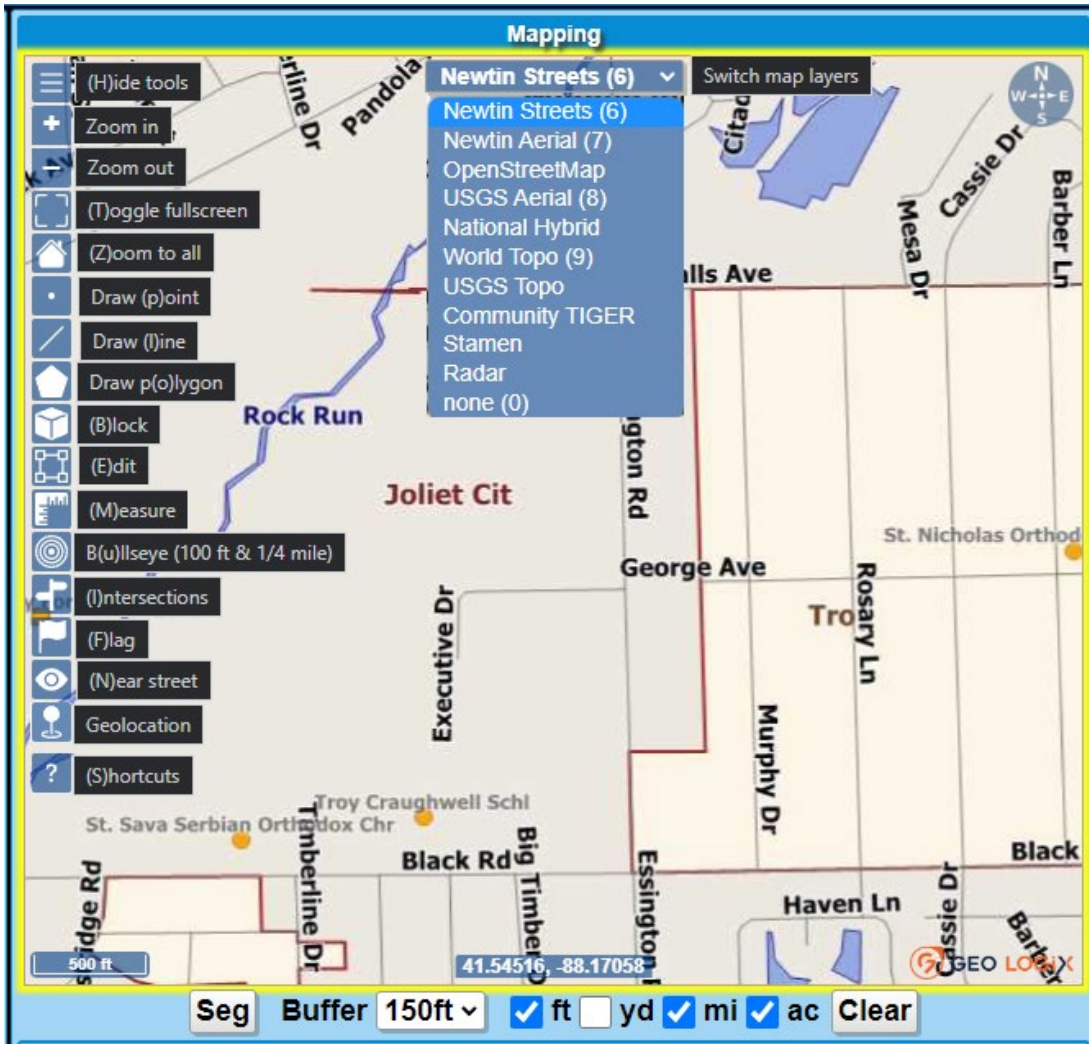 Mapping
(H)ide tools
Newtin Streets (6)
Switch map layers
N
W E
S
Zoom in
Zoom out
(T)oggle fullscreen
(Z)oom to all
Draw (p)oint
Draw (l)ine
Draw p(o)lygon
(B)lock
(E)dit
(M)easure
B(u)llseye (100 ft & 1/4 mile)
(I)ntersections
(F)lag
(N)ear street
Geolocation
?
(S)hortcuts
Newtin Streets (6)
Newtin Aerial (7)
OpenStreetMap
USGS Aerial (8)
National Hybrid
World Topo (9)
USGS Topo
Community TIGER
Stamen
Radar
none (0)
erline Dr
Pandola
Citad
Cassie Dr
Barber Ln
Mesa Dr
alls Ave
Rock Run
ngton Rd
Joliet Cit
St. Nicholas Orthod
George Ave
Rosary Ln
Tro
Executive Dr
Murphy Dr
Troy Craughwell Schl
St. Sava Serbian Orthodox Chr
Timberline Dr
Black Rd
Big Timber
Essington
Black
Cassie Dr
Haven Ln
Barber
idge Rd
500 ft
41.54516, -88.17058
GEO LOGiX
Seg Buffer 150ft ft yd mi ac Clear